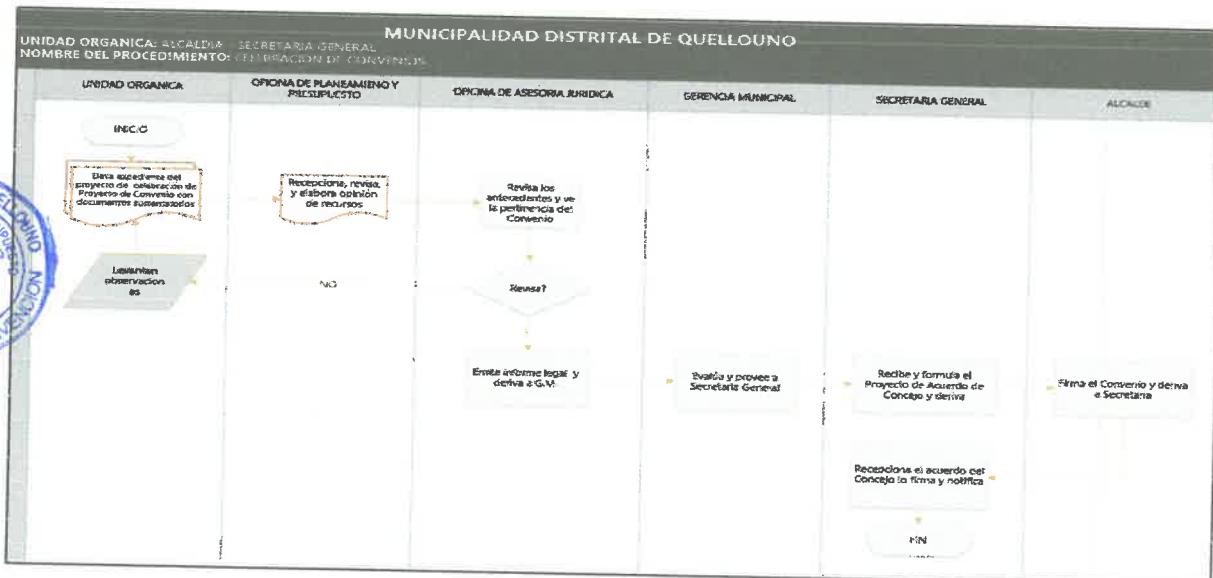 MUNICIPALIDAD DISTRITAL DE QUELLOUNO
UNIDAD ORGANICA: ALCALDIA - SECRETARIA GENERAL
NOMBRE DEL PROCEDIMIENTO: CELEBRACION DE CONVENIOS
UNIDAD ORGANICA
OFICINA DE PLANEAMIENO Y
PRESUPUESTO
OFICINA DE ASESORIA JURIDICA
GERENCIA MUNICIPAL
SECRETARIA GENERAL
ALCALDE
INICIO
expediente del
proyecto de celebración de
Proyecto de Convenio con
documentos sustentatorios
Recepciona, revisa,
y elabora opinión
de recursos
Revisa los
antecedentes y ve
la pertinencia del
Convenio
Levantan
observacion
es
NO
Revisa?
Emite informe legal y
deriva a G.M.
Evalúa y provee a
Secretaria General
Recibe y formula el
Proyecto de Acuerdo de
Concejo y deriva
Firma el Convenio y deriva
a Secretaria
Recepciona el acuerdo del
Concejo lo firma y notifica
FIN